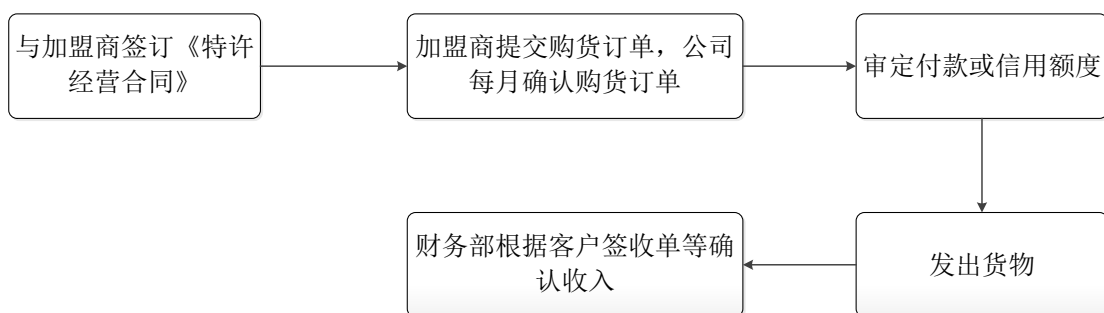 与加盟商签订《特许
经营合同》
加盟商提交购货订单，公司
每月确认购货订单
审定付款或信用额度
发出货物
财务部根据客户签收单等确
认收入